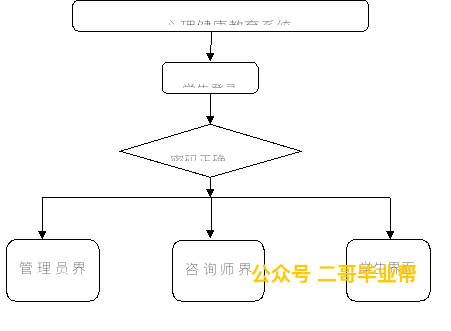 心理健康教育系统
学生登录
密码正确
管理员界
咨询师界
学生界面
公众号 二哥毕业帮